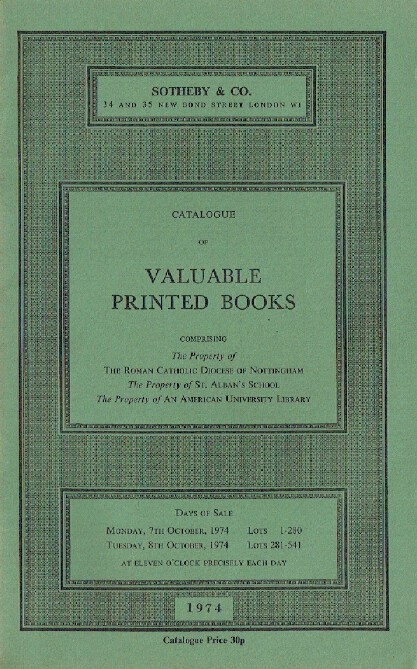 SOTHEBY & CO.
34 AND 35 NEW BOND STREET LONDON W1
CATALOGUE
OF
VALUABLE
PRINTED BOOKS
COMPRISING
The Property of
THE ROMAN CATHOLIC DIOCESE OF NOTTINGHAM
The Property of ST. ALBAN'S SCHOOL
The Property of AN AMERICAN UNIVERSITY LIBRARY
DAYS OF SALE
MONDAY, 7TH OCTOBER, 1974 LOTS 1-280
TUESDAY, 8TH OCTOBER, 1974 LOTS 281-541
AT ELEVEN O'CLOCK PRECISELY EACH DAY
1974
Catalogue Price 30p